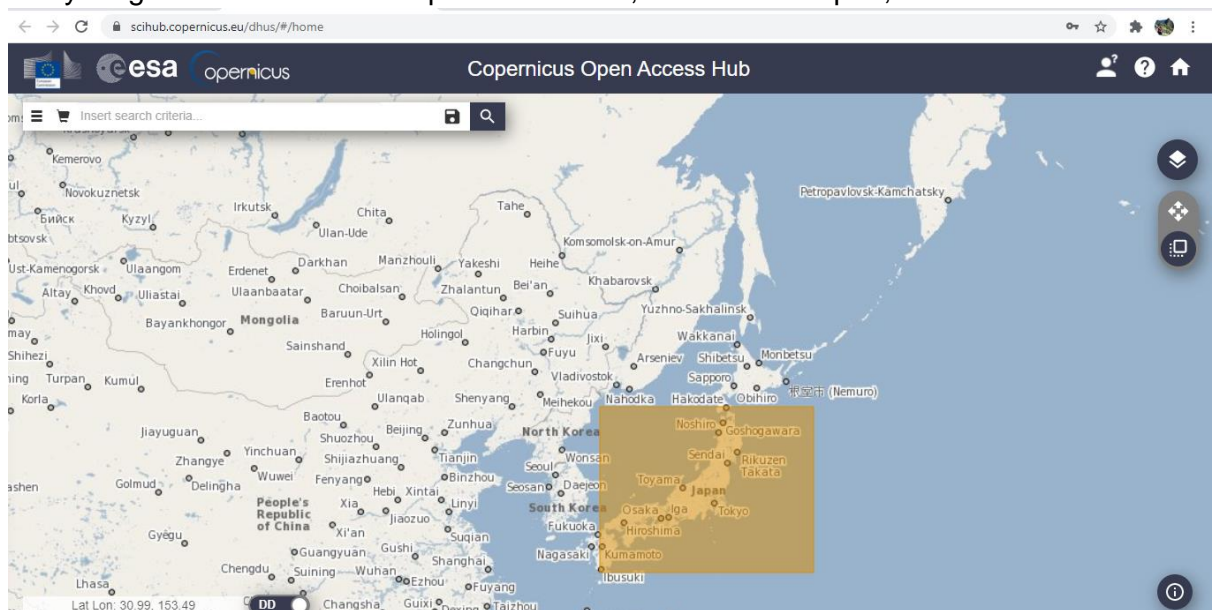 scihub.copernicus.eu/dhus/#/home
esa opernicus
Copernicus Open Access Hub
Insert search criteria...
Kemerovo
Novokuznetsk
Бийск
Kyzyl
Irkutsk
Ulan-Ude
Chita
Tahe
Petropavlovsk-Kamchatsky
Komsomolsk-on-Amur
btsovsk
Ust-Kamenogorsk
Ulaangom
Erdenet
Darkhan
Manzhouli
Yakeshi
Heihe
Khabarovsk
Altay
Khovd
Uliastai
Ulaanbaatar
Choibalsan
Zhalantun
Bei'an
Bayankhongor
Mongolia
Baruun-Urt
Qiqihar
Suihua
Yuzhno-Sakhalinsk
Holingol
Harbin
Jixi
Wakkanai
Shihezi
Sainshand
Xilin Hot
Changchun
Fuyu
Arseniev
Shibetsu
Monbetsu
Turpan
Kumul
Erenhot
Vladivostok
Sapporo
根室市 (Nemuro)
Korla
Ulanqab
Shenyang
Meihekou
Nahodka
Hakodate
Obihiro
Baotou
Jiayuguan
Shuozhou
Beijing
Zunhua
North Korea
Noshiro
Goshogawara
Yinchuan
Zhangye
Shijiazhuang
Tianjin
Seoul
Wonsan
Sendai
Rikuzen
Takata
ashen
Golmud
Delingha
Wuwei
Fenyang
Binzhou
Seosan
Daejeon
Toyama
Japan
Hebi
Xintai
People's
Republic
of China
Xia
Jiaozuo
Linyi
South Korea
Osaka
Iga
Tokyo
Gyêgu
Xi'an
Suqian
Fukuoka
Hiroshima
Guangyuan
Gushi
Shanghai
Nagasaki
Kumamoto
Chengdu
Suining
Wuhan
Ezhou
Fuyang
Ibusuki
Lhasa
Lat Lon: 30.99, 153.49
DD
Changsha
Guixi
Dexing
Taizhou